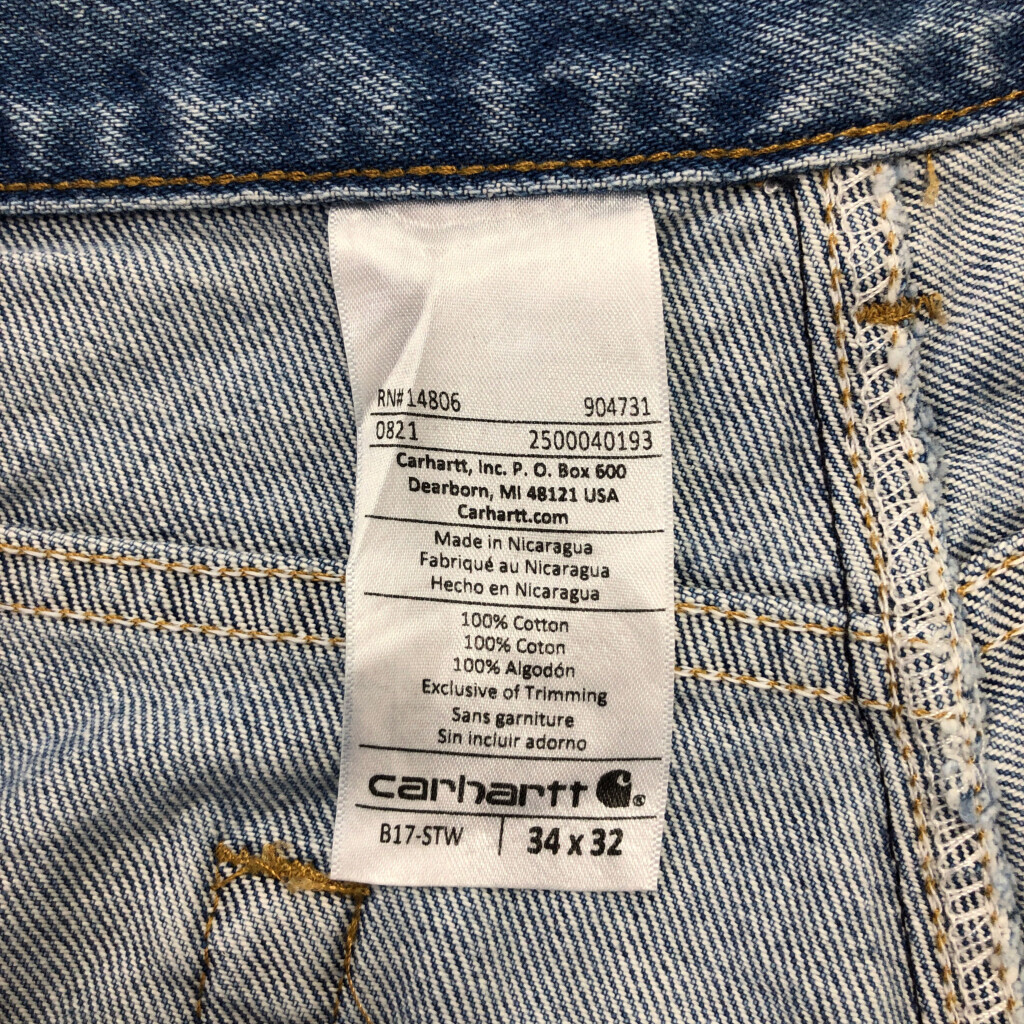 RN#14806 904731
0821 2500040193
Carhartt, Inc. P. O. Box 600
Dearborn, MI 48121 USA
Carhartt.com
Made in Nicaragua
Fabriqué au Nicaragua
Hecho en Nicaragua
100% Cotton
100% Coton
100% Algodón
Exclusive of Trimming
Sans garniture
Sin incluir adorno
carhartt ®
B17-STW | 34 x 32